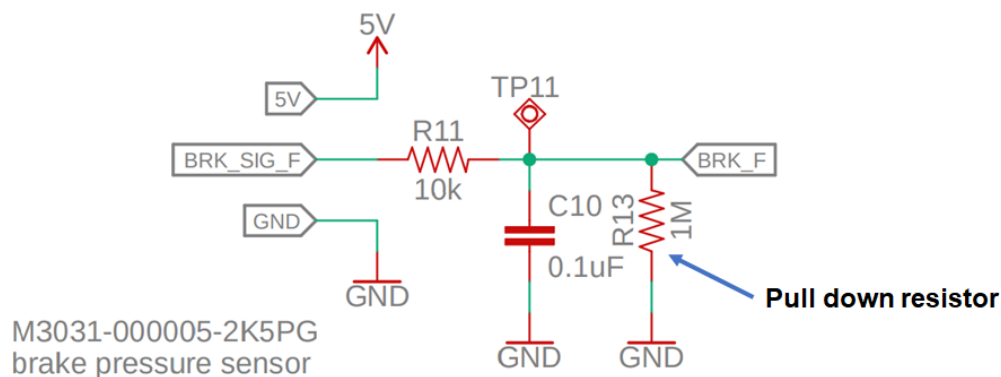 5V
5V
TP11
R11
BRK_SIG_F
BRK_F
10k
C10
R13
1M
GND
0.1uF
GND
Pull down resistor
M3031-000005-2K5PG
GND
GND
brake pressure sensor